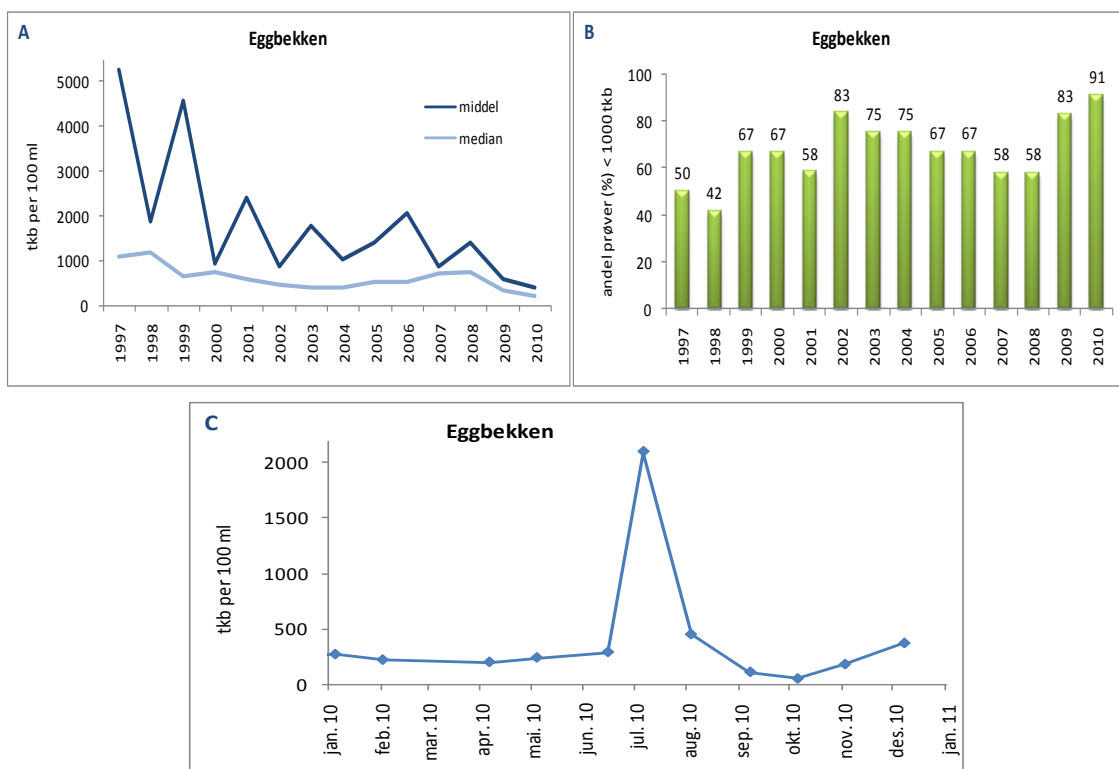 A
Eggbekken
tkb per 100 ml
5000
4000
3000
2000
1000
0
middel
median
1997
1998
1999
2000
2001
2002
2003
2004
2005
2006
2007
2008
2009
2010
B
Eggbekken
andel prøver (%) < 1000 tkb
100
80
60
40
20
0
50
42
67
67
58
83
75
75
67
67
58
58
83
91
1997
1998
1999
2000
2001
2002
2003
2004
2005
2006
2007
2008
2009
2010
C
Eggbekken
tkb per 100 ml
2000
1500
1000
500
0
jan. 10
feb. 10
mar. 10
apr. 10
mai. 10
jun. 10
jul. 10
aug. 10
sep. 10
okt. 10
nov. 10
des. 10
jan. 11